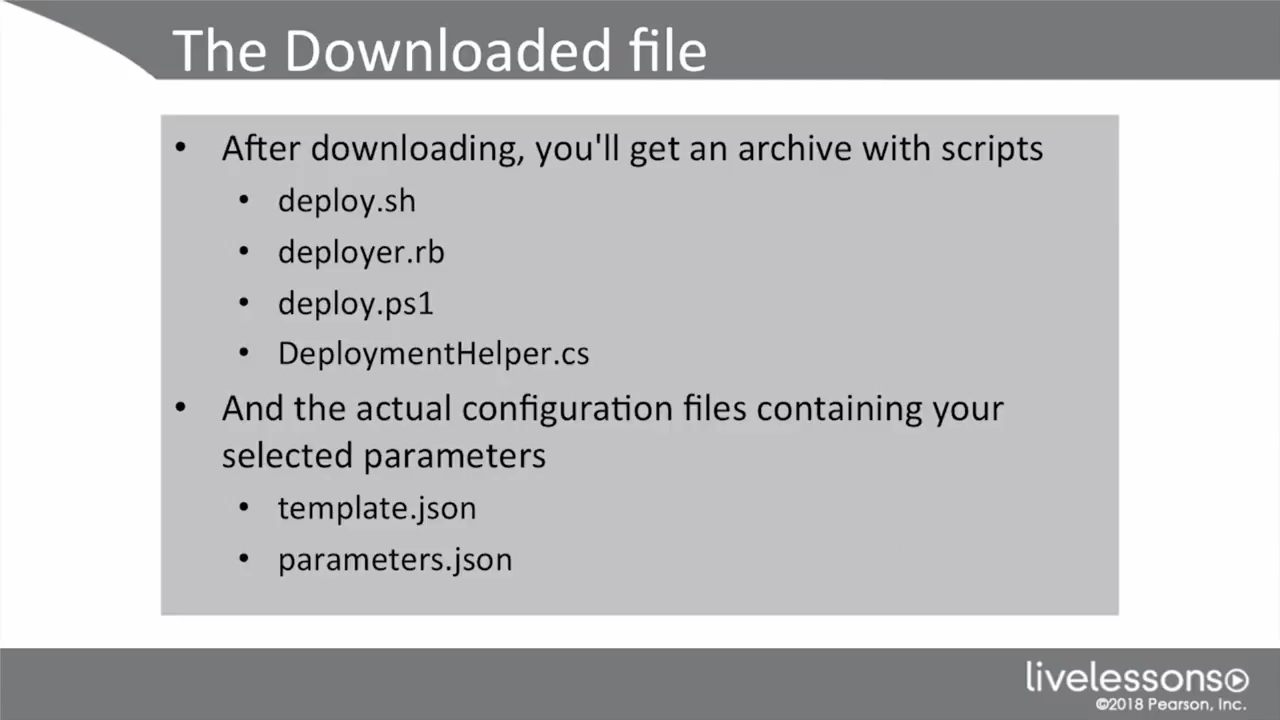 The Downloaded file
• After downloading, you'll get an archive with scripts
• deploy.sh
• deployer.rb
• deploy.ps1
• DeploymentHelper.cs
• And the actual configuration files containing your
selected parameters
• template.json
• parameters.json
livelessons
©2018 Pearson, Inc.